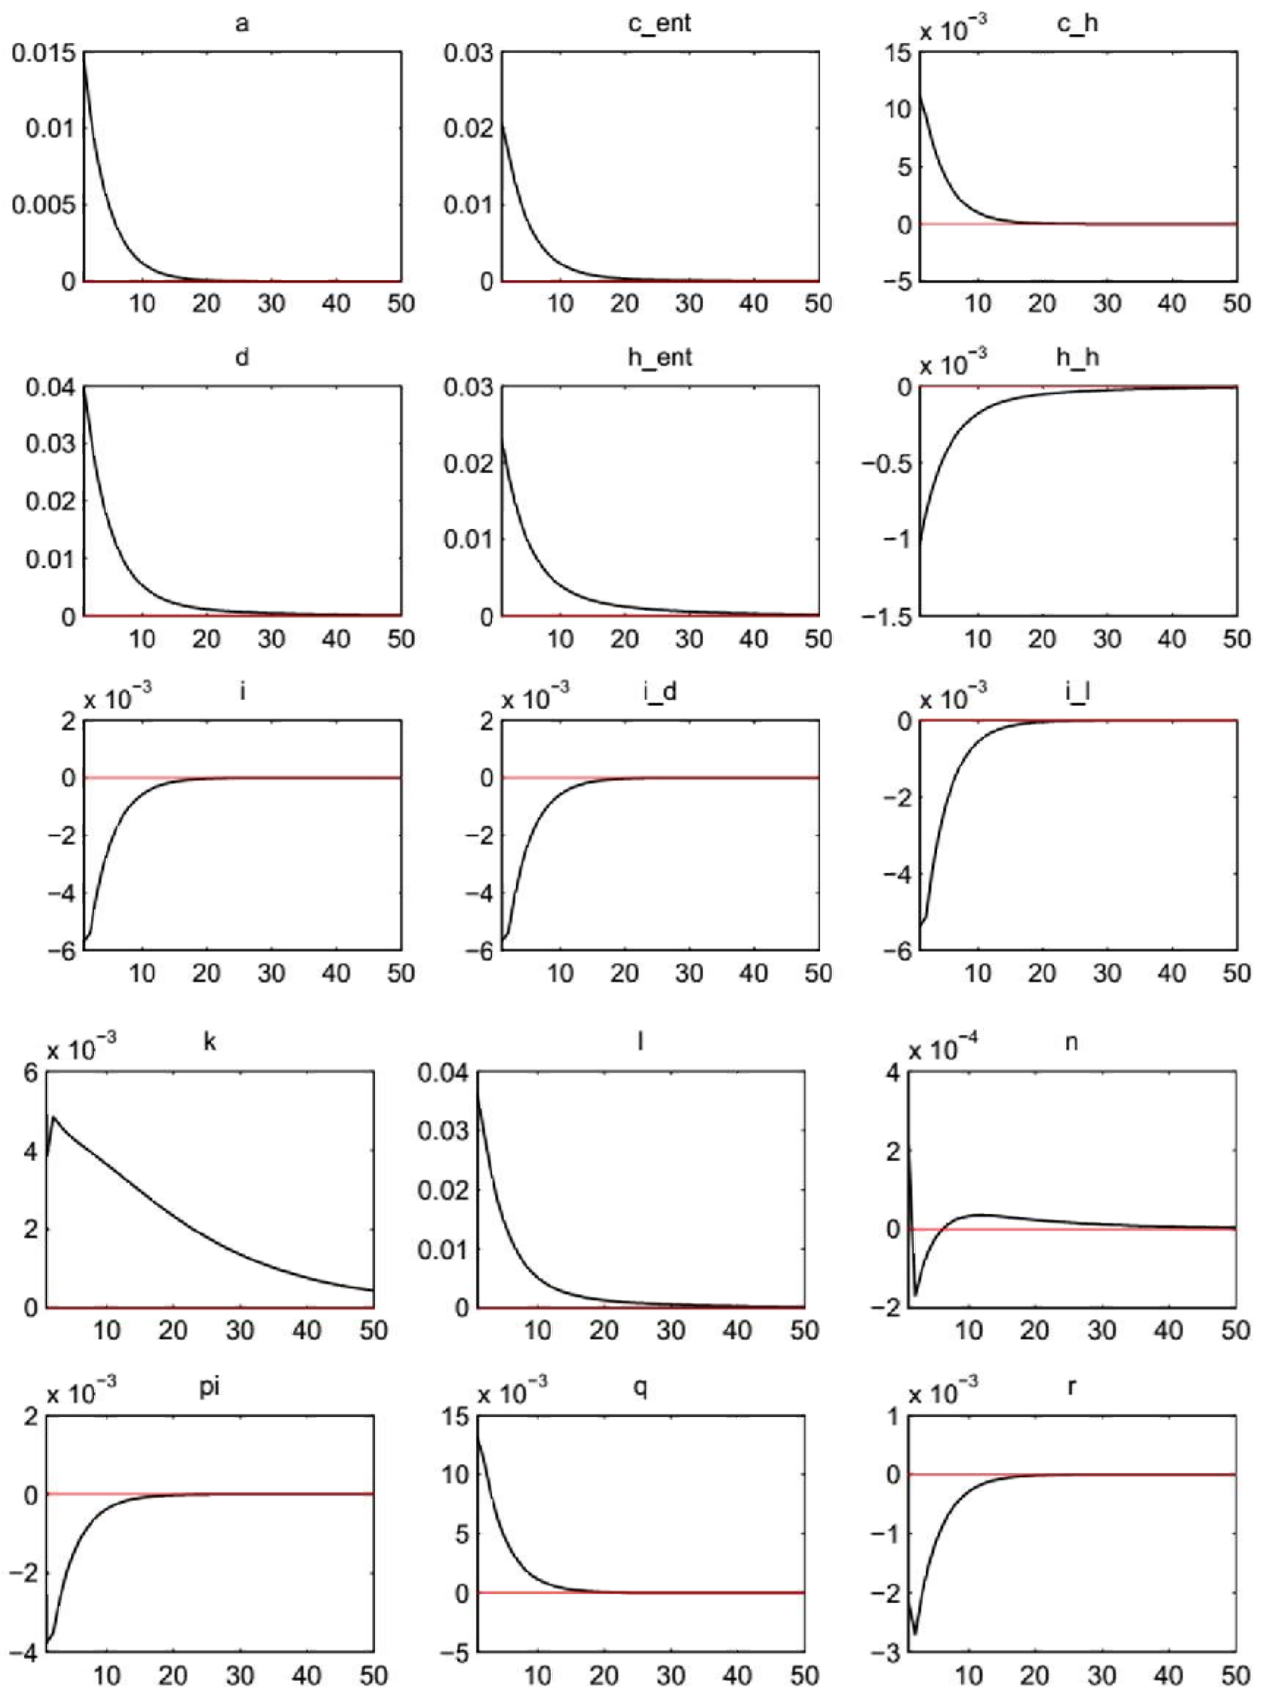 a c_ent c_h
x 10⁻³
0.015 0.03 15
0.01 0.02 10
5
0.005 0.01 0
0 0 −5
10 20 30 40 50 10 20 30 40 50 10 20 30 40 50
d h_ent h_h
x 10⁻³
0.04 0.03 0
0.03 0.02 −0.5
0.02
0.01 0.01 −1
0 0 −1.5
10 20 30 40 50 10 20 30 40 50 10 20 30 40 50
i i_d i_l
x 10⁻³ x 10⁻³ x 10⁻³
2 2 0
0 0 −2
−2 −2
−4 −4 −4
−6 −6 −6
10 20 30 40 50 10 20 30 40 50 10 20 30 40 50
k l n
x 10⁻³ x 10⁻⁴
6 0.04 4
0.03
4 2
0.02
2 0.01 0
0 0 −2
10 20 30 40 50 10 20 30 40 50 10 20 30 40 50
pi q r
x 10⁻³ x 10⁻³ x 10⁻³
2 15 1
0 10 0
5 −1
−2 0 −2
−4 −5 −3
10 20 30 40 50 10 20 30 40 50 10 20 30 40 50